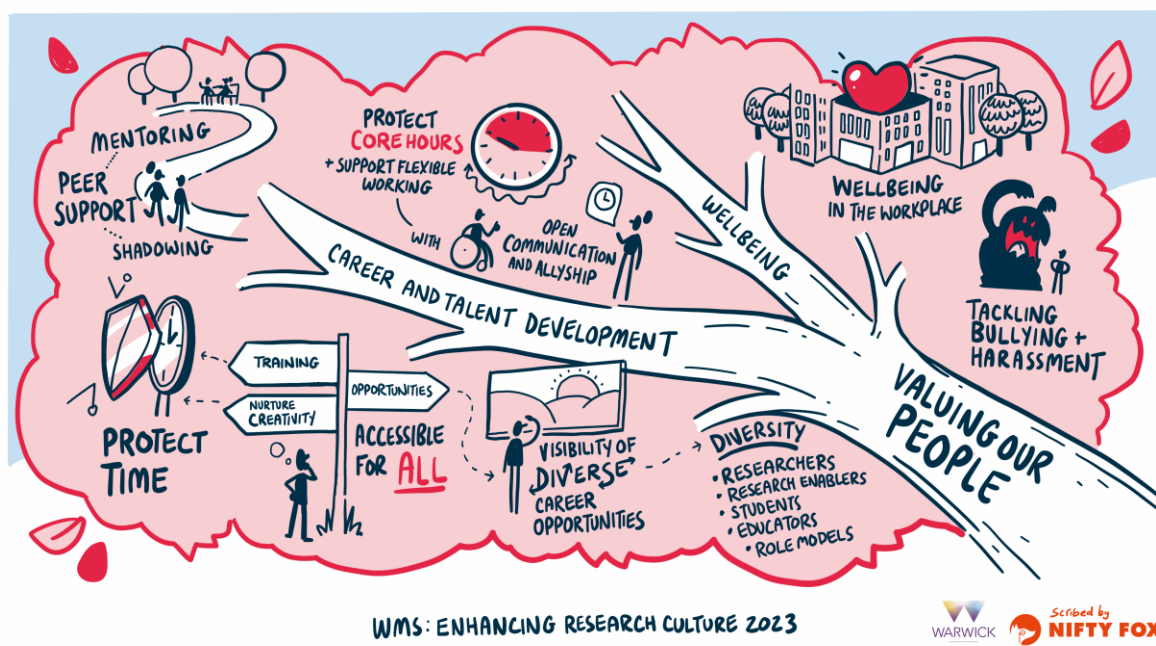 MENTORING
PEER
SUPPORT
SHADOWING
PROTECT
CORE HOURS
+ SUPPORT FLEXIBLE
WORKING
WITH
OPEN
COMMUNICATION
AND ALLYSHIP
WELLBEING
WELLBEING
IN THE WORKPLACE
TACKLING
BULLYING +
HARASSMENT
CAREER AND TALENT DEVELOPMENT
VALUING OUR
PEOPLE
PROTECT
TIME
TRAINING
NURTURE
CREATIVITY
OPPORTUNITIES
ACCESSIBLE
FOR ALL
VISIBILITY OF
DIVERSE
CAREER
OPPORTUNITIES
DIVERSITY
• RESEARCHERS
• RESEARCH ENABLERS
• STUDENTS
• EDUCATORS
• ROLE MODELS
WMS: ENHANCING RESEARCH CULTURE 2023
WARWICK
Scribed by
NIFTY FOX